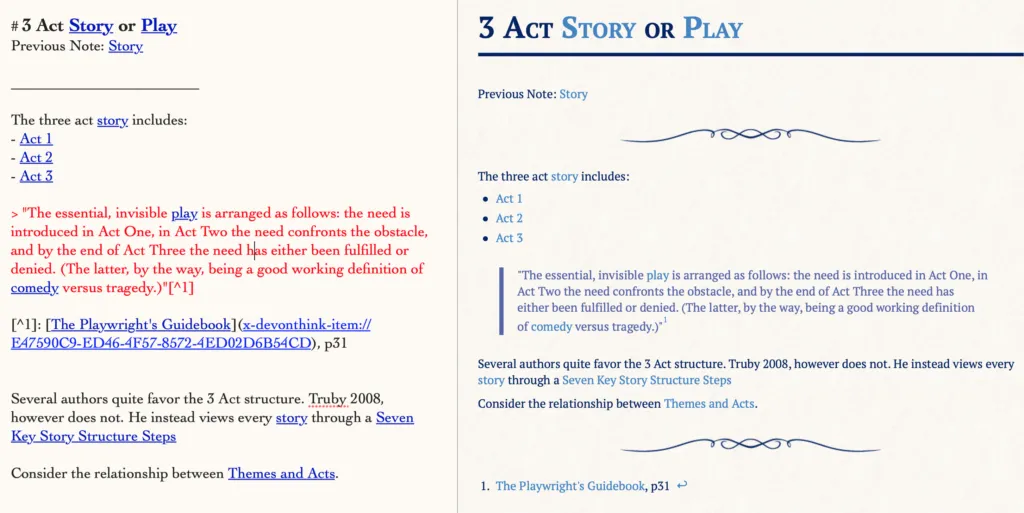 # 3 Act Story or Play
Previous Note: Story
The three act story includes:
- Act 1
- Act 2
- Act 3
> "The essential, invisible play is arranged as follows: the need is
introduced in Act One, in Act Two the need confronts the obstacle,
and by the end of Act Three the need has either been fulfilled or
denied. (The latter, by the way, being a good working definition of
comedy versus tragedy.)"[^1]
[^1]: [The Playwright's Guidebook](x-devonthink-item://
E47590C9-ED46-4F57-8572-4ED02D6B54CD), p31
Several authors quite favor the 3 Act structure. Truby 2008,
however does not. He instead views every story through a Seven
Key Story Structure Steps
Consider the relationship between Themes and Acts.
3 Act Story or Play
Previous Note: Story
The three act story includes:
• Act 1
• Act 2
• Act 3
"The essential, invisible play is arranged as follows: the need is introduced in Act One, in
Act Two the need confronts the obstacle, and by the end of Act Three the need has
either been fulfilled or denied. (The latter, by the way, being a good working definition
of comedy versus tragedy.)"1
Several authors quite favor the 3 Act structure. Truby 2008, however does not. He instead views every
story through a Seven Key Story Structure Steps
Consider the relationship between Themes and Acts.
1. The Playwright's Guidebook, p31 ↩